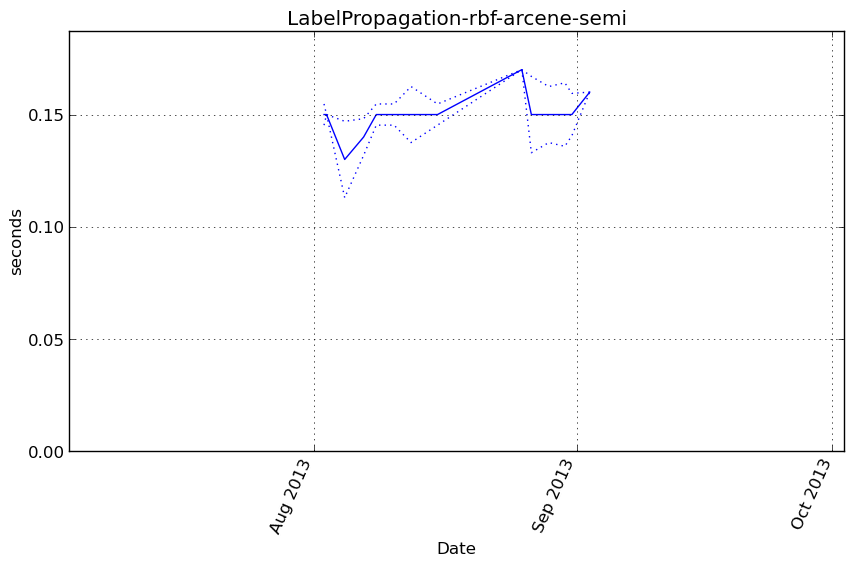 LabelPropagation-rbf-arcene-semi
0.15
0.10
0.05
0.00
seconds
Aug 2013
Sep 2013
Oct 2013
Date